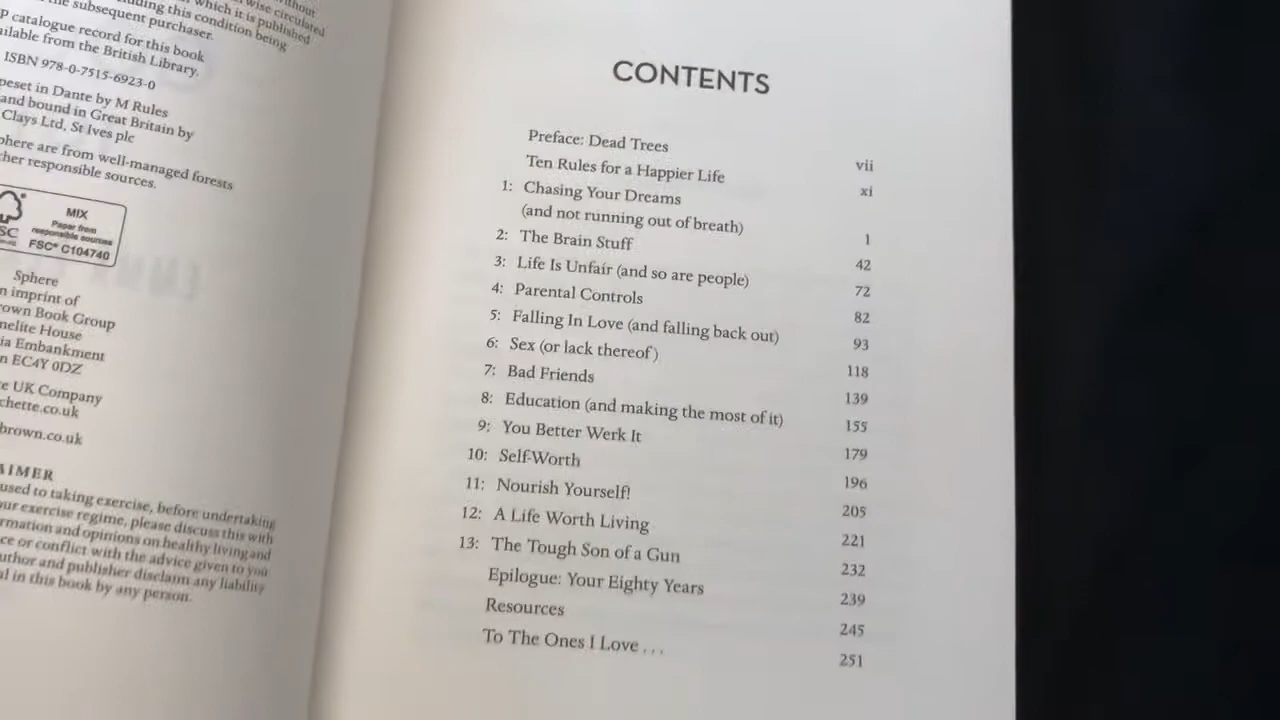 without
wise circulated
which it is published
this condition being
the subsequent purchaser.
catalogue record for this book
from the British Library.
ISBN 978-0-7515-6923-0
in Dante by M Rules
and bound in Great Britain by
Clays Ltd, St Ives plc
are from well-managed forests
responsible sources.
MIX
Paper from
responsible sources
FSC® C104740
Sphere
imprint of
Book Group
House
Embankment
EC4Y 0DZ
UK Company
.co.uk
brown.co.uk
used to taking exercise, before undertaking
exercise regime, please discuss this with
and opinions on healthy living and
or conflict with the advice given to you
and publisher disclaim any liability
in this book by any person.
CONTENTS
Preface: Dead Trees vii
Ten Rules for a Happier Life xi
1: Chasing Your Dreams
(and not running out of breath) 1
2: The Brain Stuff 42
3: Life Is Unfair (and so are people) 72
4: Parental Controls 82
5: Falling In Love (and falling back out) 93
6: Sex (or lack thereof) 118
7: Bad Friends 139
8: Education (and making the most of it) 155
9: You Better Werk It 179
10: Self-Worth 196
11: Nourish Yourself! 205
12: A Life Worth Living 221
13: The Tough Son of a Gun 232
Epilogue: Your Eighty Years 239
Resources 245
To The Ones I Love . . . 251